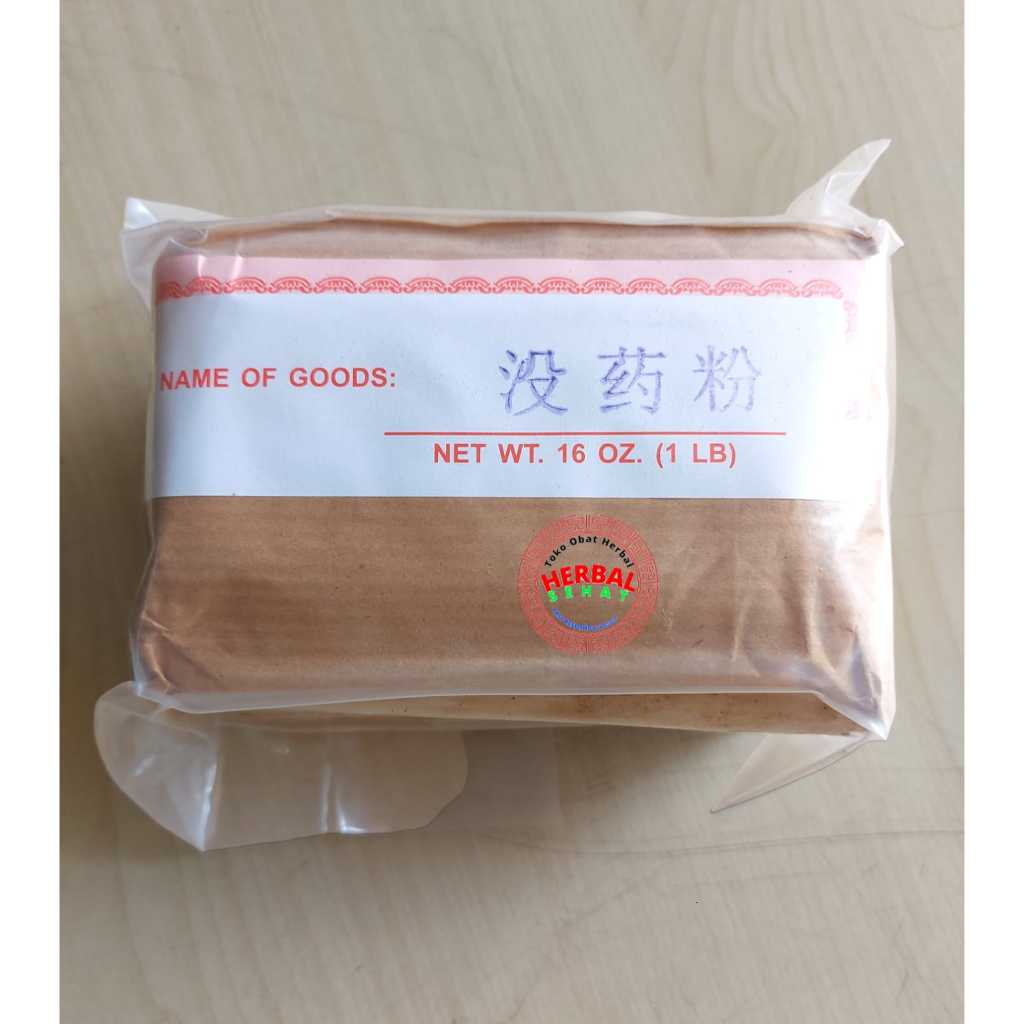 NAME OF GOODS: 没药粉
NET WT. 16 OZ. (1 LB)
Toko Obat Herbal
HERBAL
SEHAT